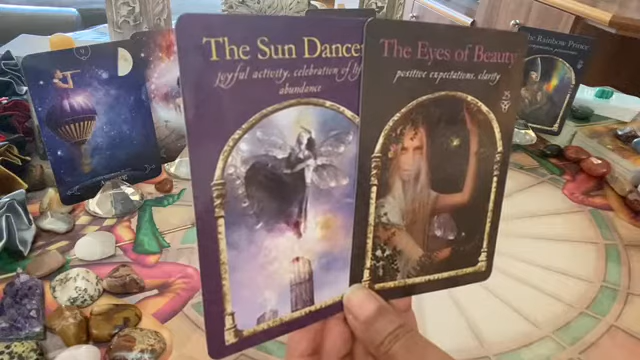 The Sun Dancer
joyful activity, celebration of life
abundance
The Eyes of Beauty
positive expectations, clarity
25
The Rainbow Prince